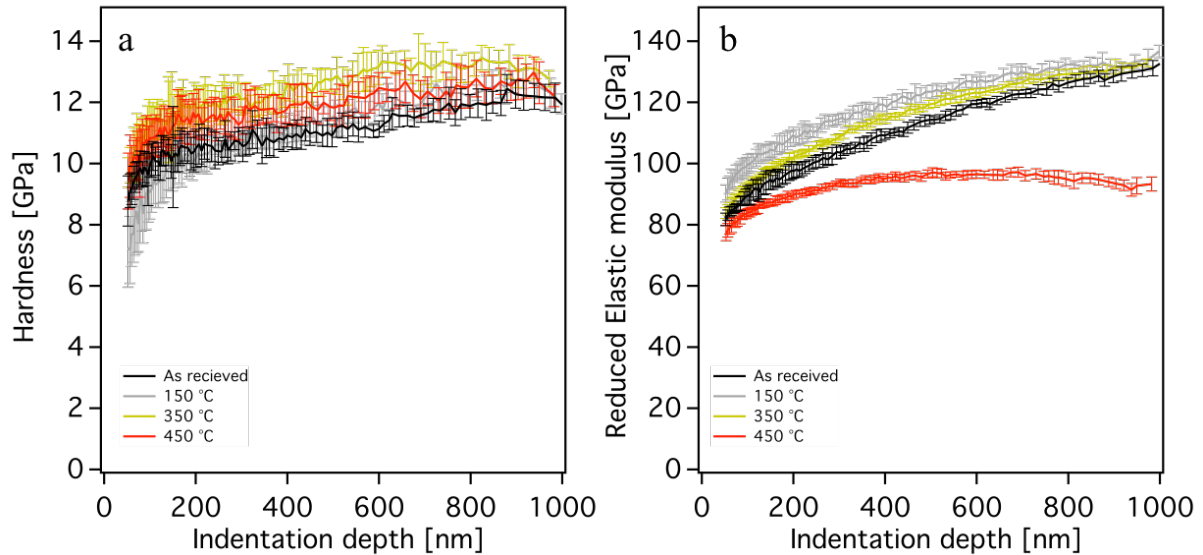 a
Hardness [GPa]
14
12
10
8
6
4
2
0
As recieved
150 °C
350 °C
450 °C
0 200 400 600 800 1000
Indentation depth [nm]
b
Reduced Elastic modulus [GPa]
140
120
100
80
60
40
20
0
As received
150 °C
350 °C
450 °C
0 200 400 600 800 1000
Indentation depth [nm]